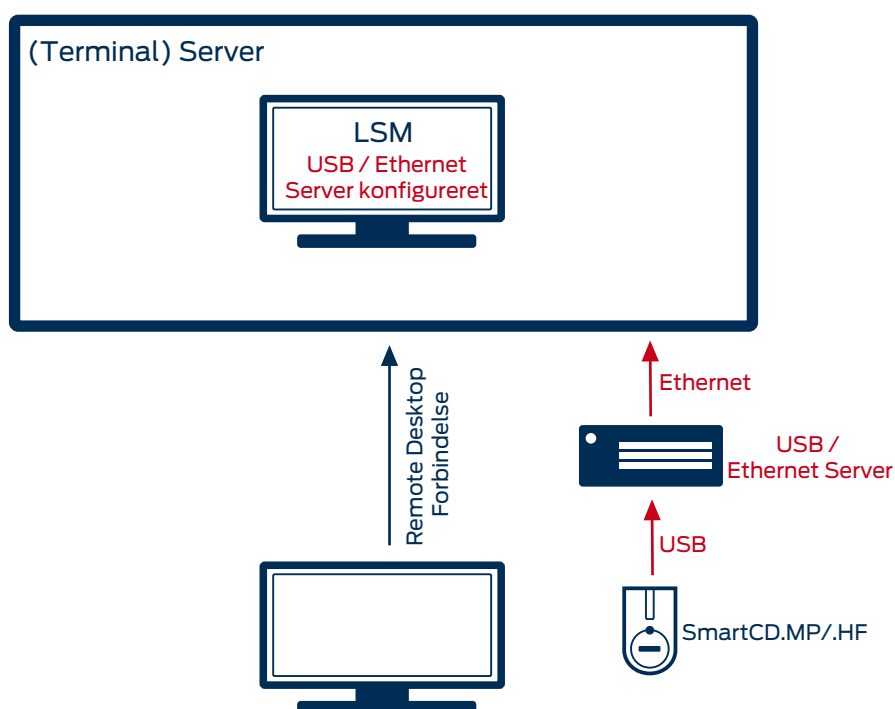 (Terminal) Server
LSM
USB / Ethernet
Server konfigureret
Remote Desktop
Forbindelse
Ethernet
USB /
Ethernet Server
USB
SmartCD.MP/.HF